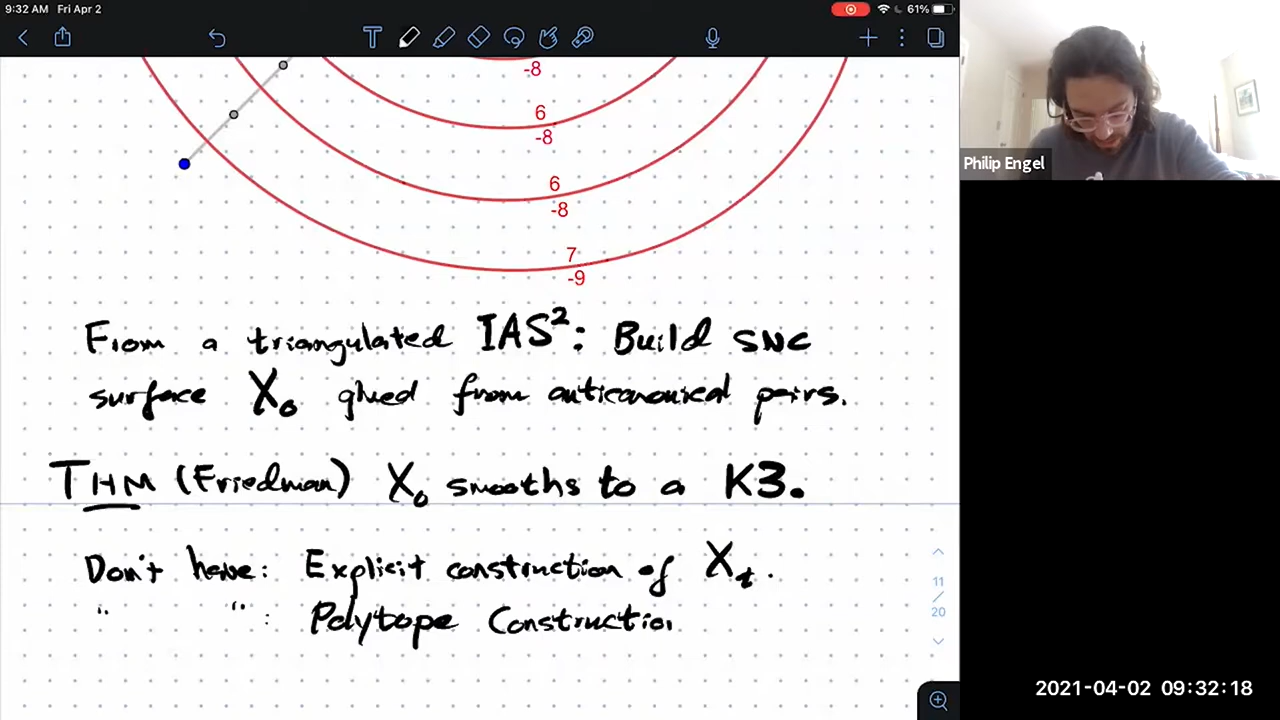 9:32 AM Fri Apr 2
61%
-8
6
-8
6
-8
7
-9
From a triangulated IAS²: Build SNC
surface X₀ glued from anticanonical pairs.
THM (Friedman) X₀ smooths to a K3.
Don't have: Explicit construction of Xₜ.
" " : Polytope Construction
11
/
20
Philip Engel
2021-04-02 09:32:18